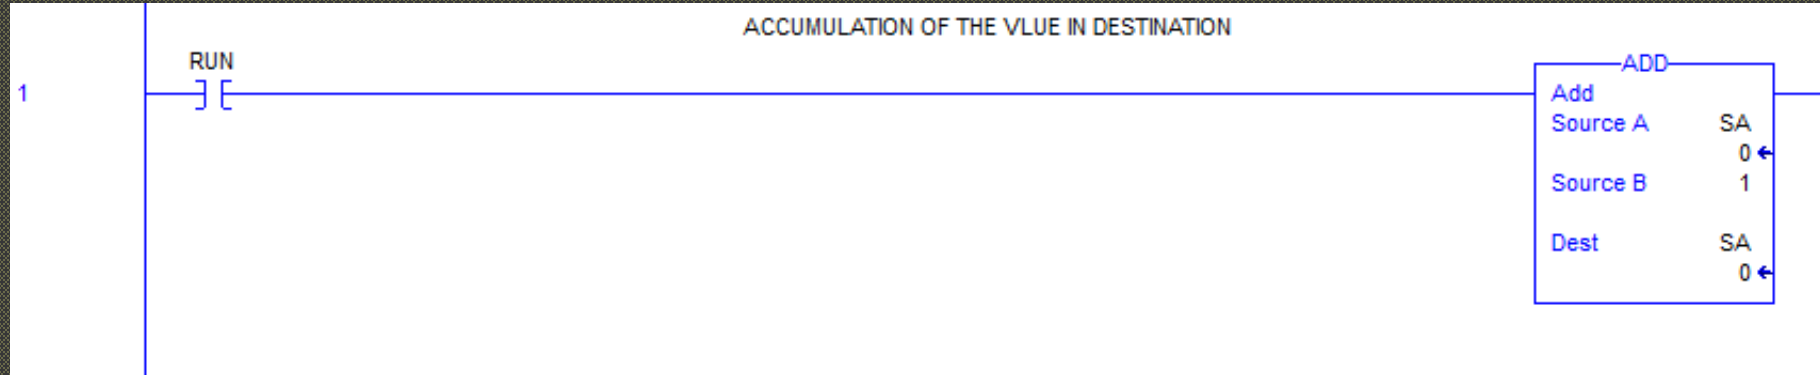 ACCUMULATION OF THE VLUE IN DESTINATION
RUN
1
ADD
Add
Source A SA
0
Source B 1
Dest SA
0